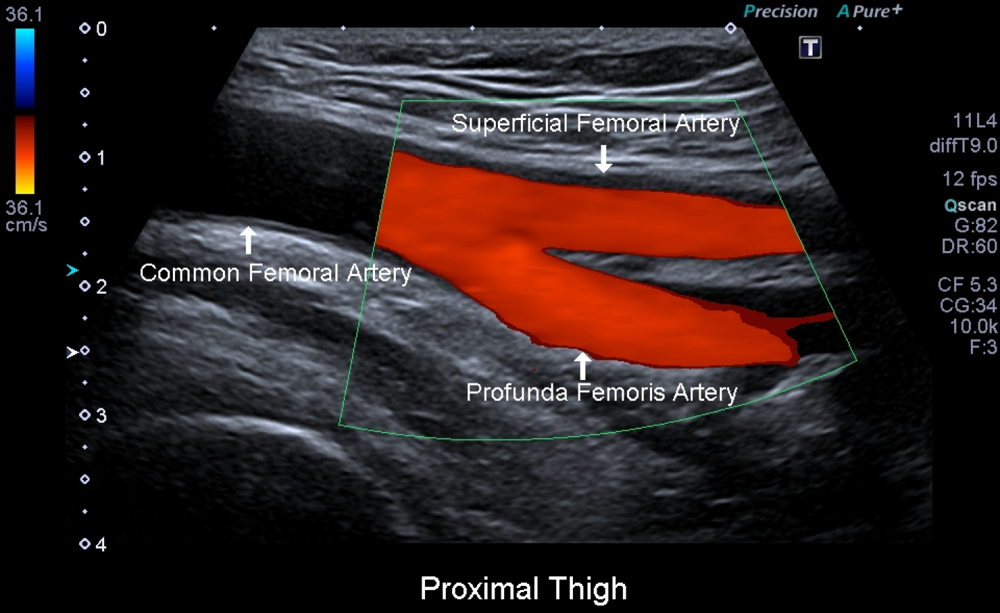 Precision APure+
36.1
0
T
11L4
diffT9.0
Superficial Femoral Artery
1
12 fps
Qscan
36.1
cm/s
G:82
DR:60
Common Femoral Artery
2
CF 5.3
CG:34
10.0k
F:3
Profunda Femoris Artery
3
4
Proximal Thigh